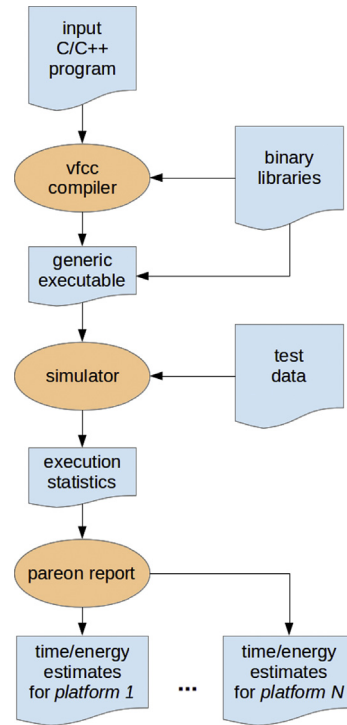 input
C/C++
program
vfcc
compiler
binary
libraries
generic
executable
simulator
test
data
execution
statistics
pareon report
time/energy
estimates
for platform 1
...
time/energy
estimates
for platform N